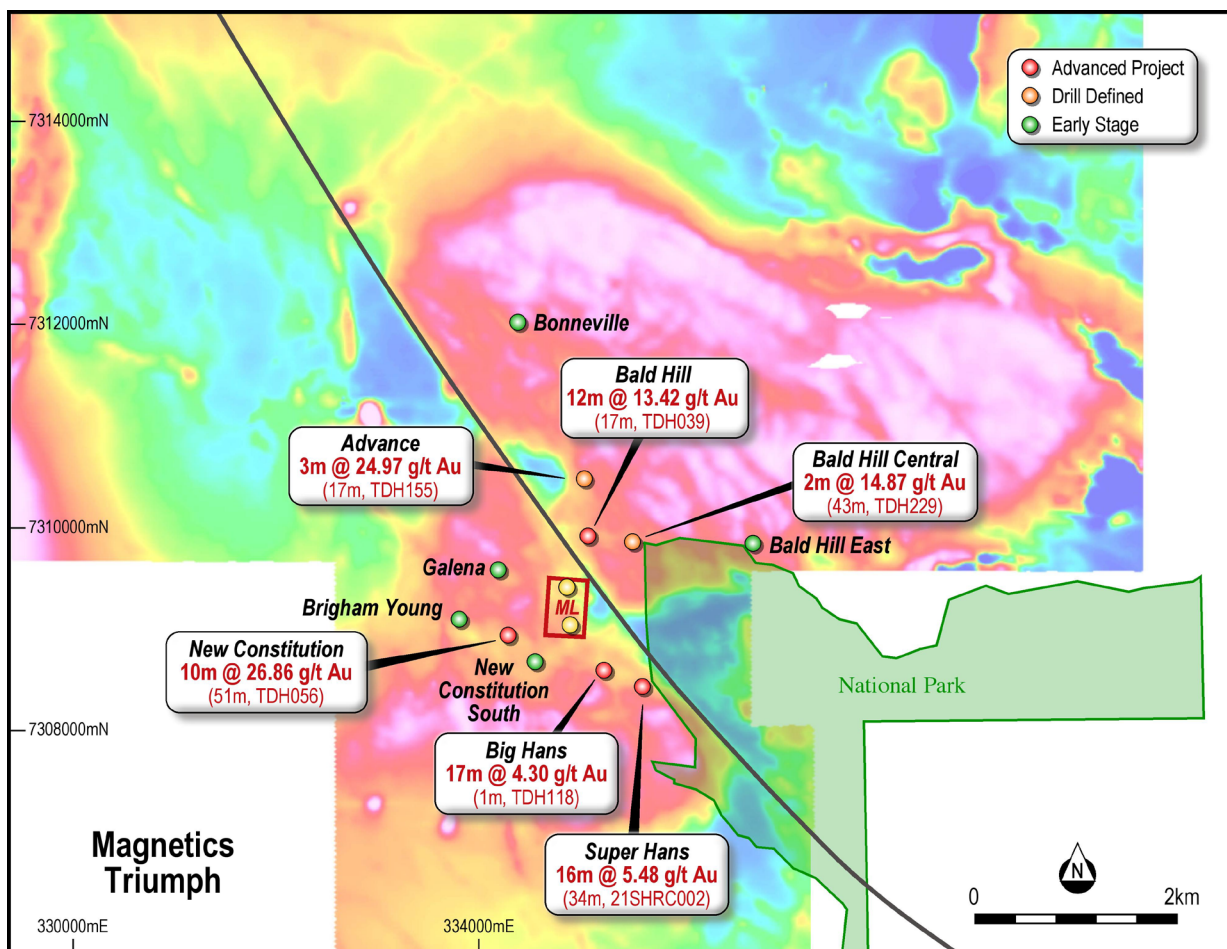 Advanced Project
Drill Defined
Early Stage
7314000mN
7312000mN
Bonneville
Bald Hill
12m @ 13.42 g/t Au
(17m, TDH039)
Advance
3m @ 24.97 g/t Au
(17m, TDH155)
Bald Hill Central
2m @ 14.87 g/t Au
(43m, TDH229)
7310000mN
Bald Hill East
Galena
ML
Brigham Young
New Constitution
10m @ 26.86 g/t Au
(51m, TDH056)
New
Constitution
South
National Park
7308000mN
Big Hans
17m @ 4.30 g/t Au
(1m, TDH118)
Super Hans
16m @ 5.48 g/t Au
(34m, 21SHRC002)
Magnetics
Triumph
N
0 2km
330000mE
334000mE